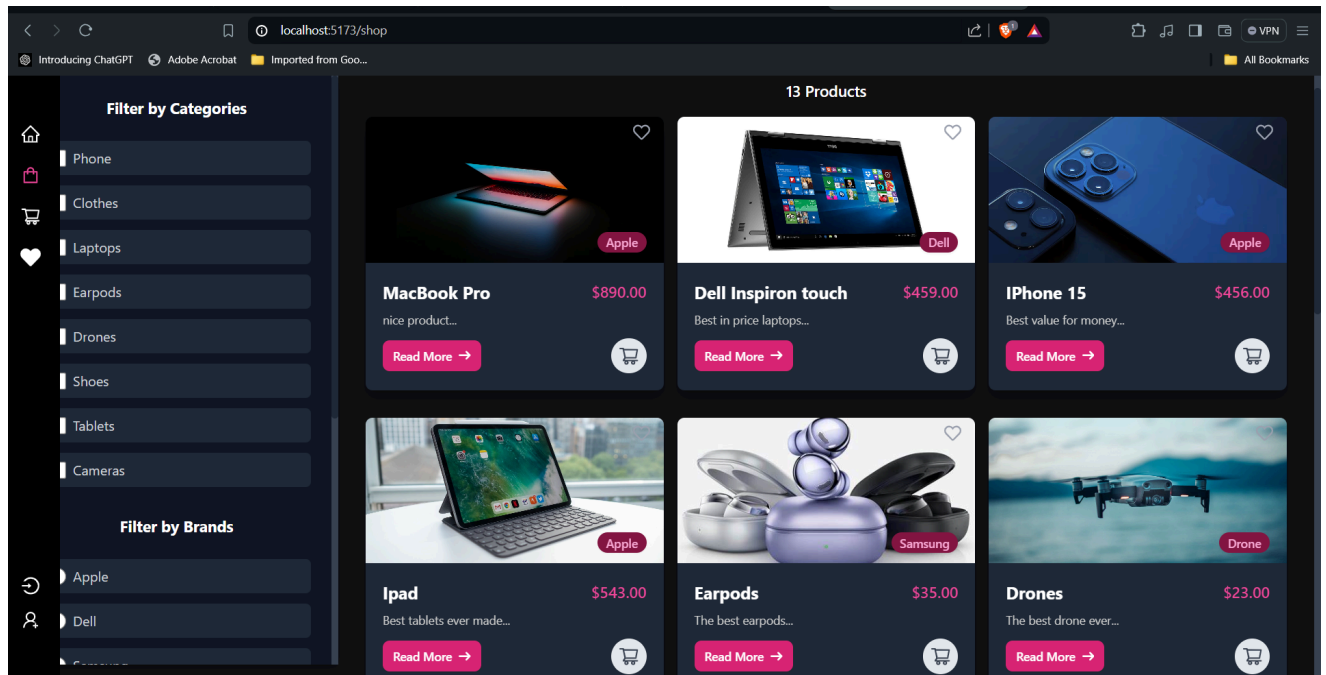 localhost:5173/shop
1
VPN
Introducing ChatGPT
Adobe Acrobat
Imported from Goo...
All Bookmarks
Filter by Categories
Phone
Clothes
Laptops
Earpods
Drones
Shoes
Tablets
Cameras
Filter by Brands
Apple
Dell
Samsung
13 Products
Apple
MacBook Pro
$890.00
nice product...
Read More →
Dell
Dell Inspiron touch
$459.00
Best in price laptops...
Read More →
Apple
IPhone 15
$456.00
Best value for money...
Read More →
Apple
Ipad
$543.00
Best tablets ever made...
Read More →
Samsung
Earpods
$35.00
The best earpods...
Read More →
Drone
Drones
$23.00
The best drone ever...
Read More →